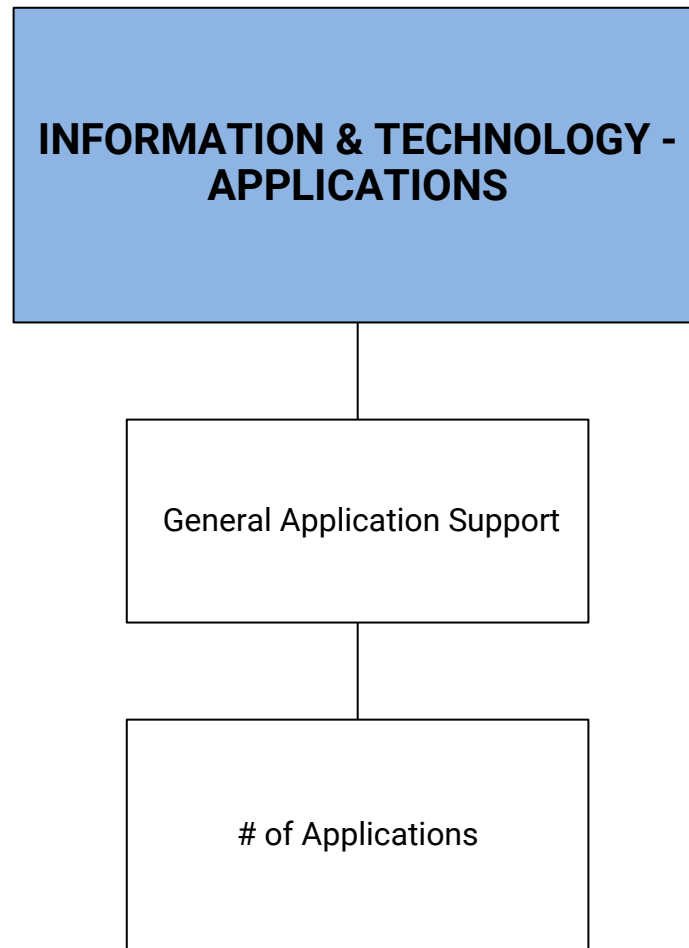 INFORMATION & TECHNOLOGY -
APPLICATIONS
General Application Support
# of Applications